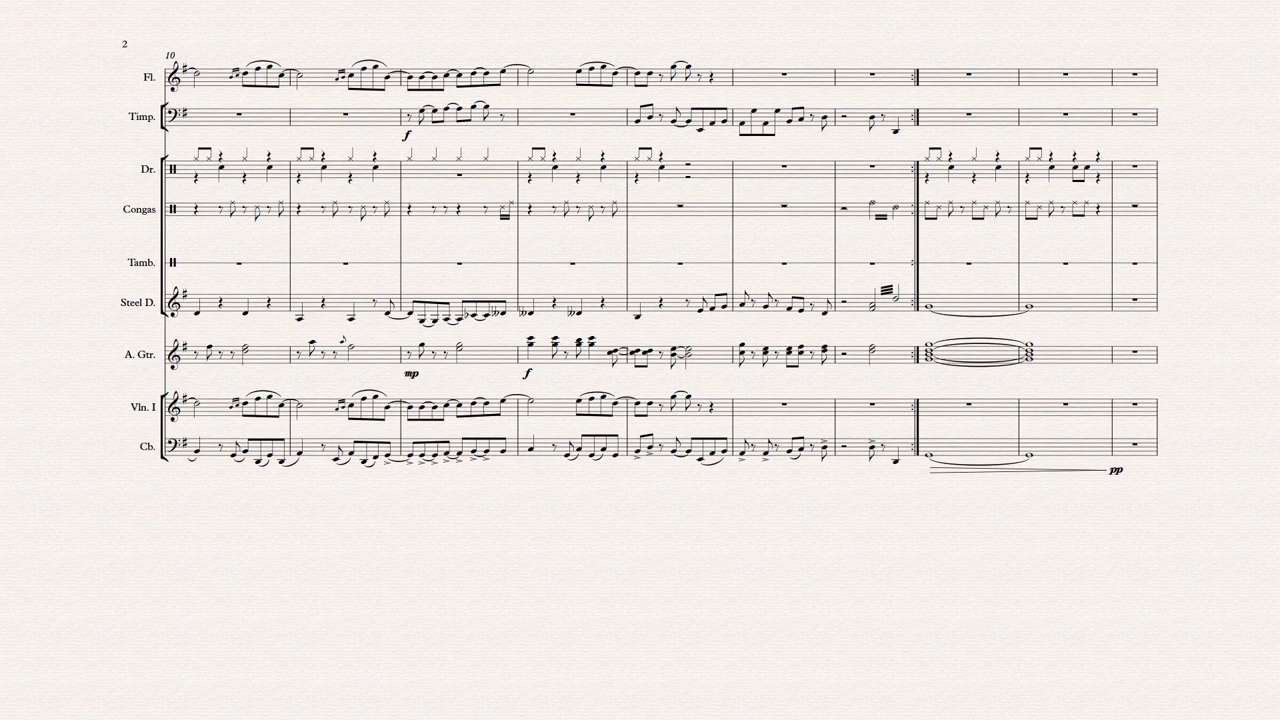 2
10
Fl.
Timp.
f
Dr.
Congas
Tamb.
Steel D.
A. Gtr.
mp
f
Vln. I
Cb.
pp